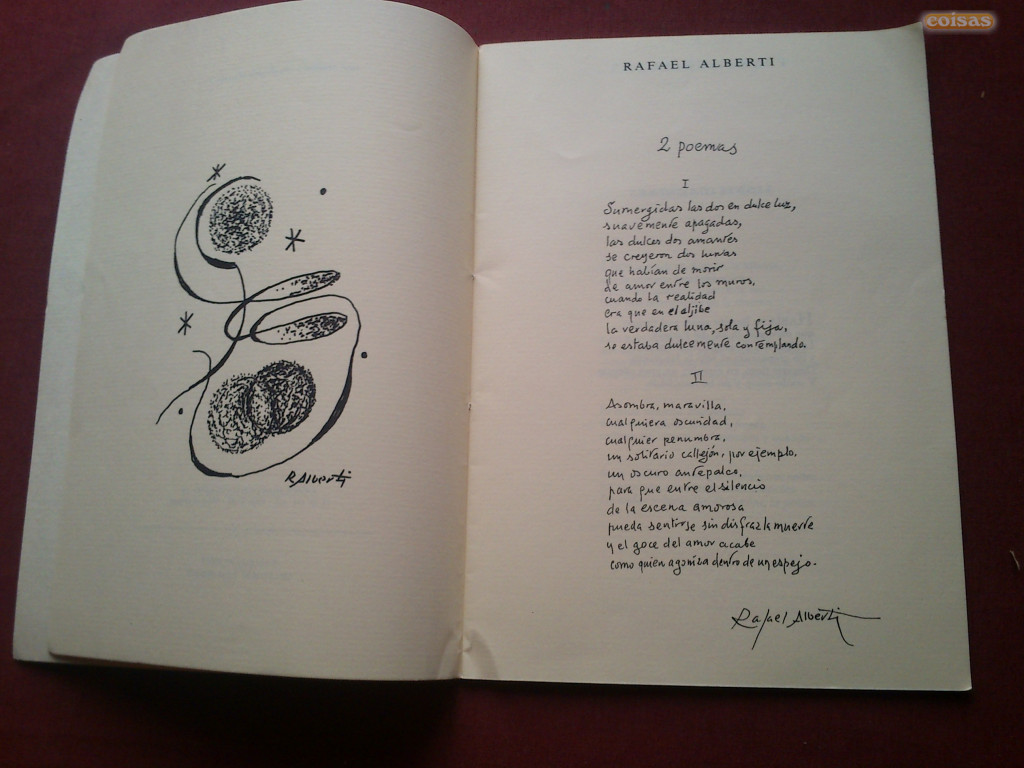 coisas
R Alberti
RAFAEL ALBERTI
2 poemas
I
Sumergidas las dos en dulce luz,
suavemente apagadas,
las dulces dos amantes
se creyeron dos lunas
que habían de morir
de amor entre los muros,
cuando la realidad
era que en el aljibe
la verdadera luna, sola y fija,
se estaba dulcemente contemplando.
II
Asombra, maravilla,
cualquiera oscuridad,
cualquier penumbra,
un solitario callejón, por ejemplo,
un oscuro antepalco,
para que entre el silencio
de la escena amorosa
pueda sentirse sin disfraz la muerte
y el goce del amor acabe
como quien agoniza dentro de un espejo.
Rafael Alberti